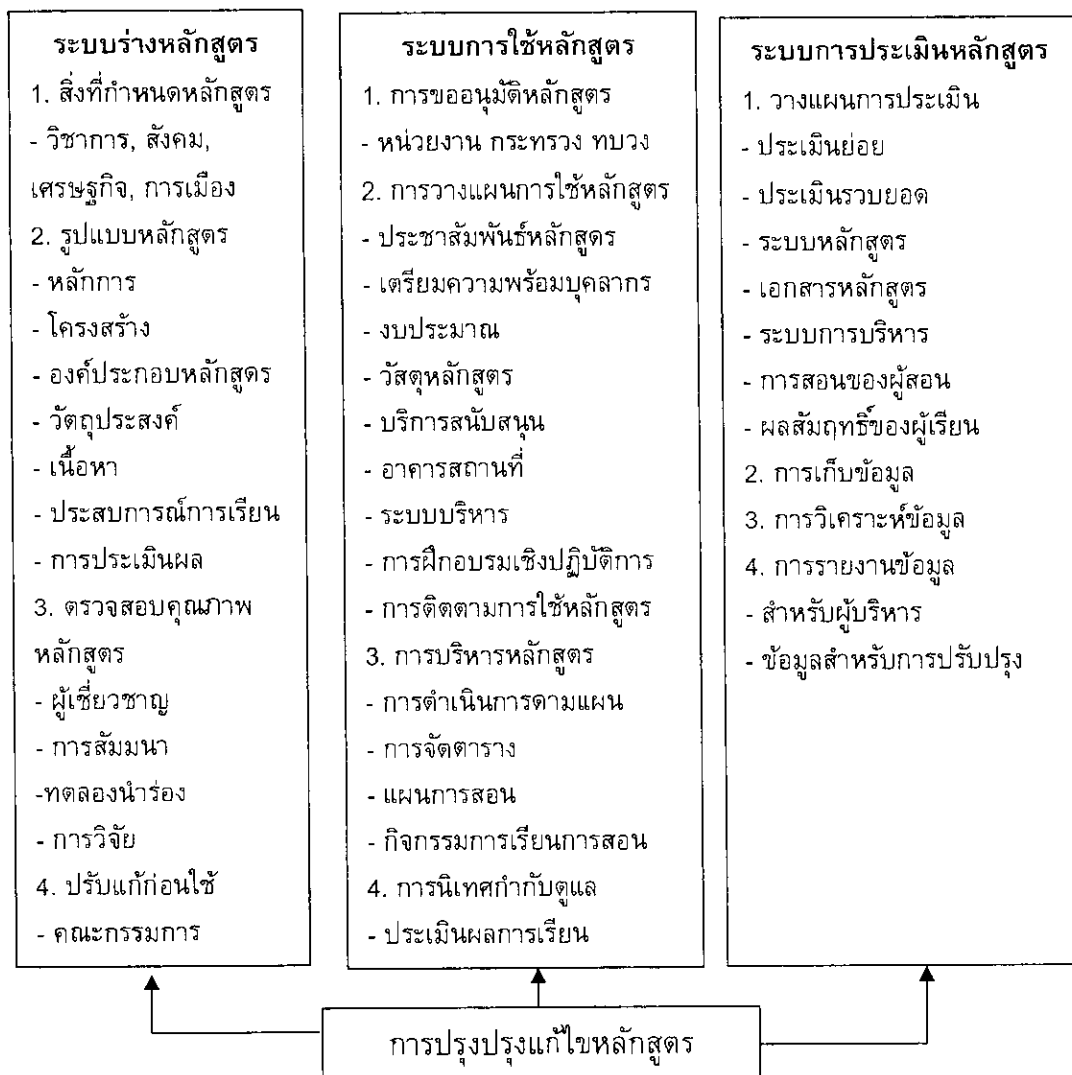 ระบบร่างหลักสูตร
1. สิ่งที่กำหนดหลักสูตร
- วิชาการ, สังคม,
เศรษฐกิจ, การเมือง
2. รูปแบบหลักสูตร
- หลักการ
- โครงสร้าง
- องค์ประกอบหลักสูตร
- วัตถุประสงค์
- เนื้อหา
- ประสบการณ์การเรียน
- การประเมินผล
3. ตรวจสอบคุณภาพ
หลักสูตร
- ผู้เชี่ยวชาญ
- การสัมมนา
-ทดลองนำร่อง
- การวิจัย
4. ปรับแก้ก่อนใช้
- คณะกรรมการ
ระบบการใช้หลักสูตร
1. การขออนุมัติหลักสูตร
- หน่วยงาน กระทรวง ทบวง
2. การวางแผนการใช้หลักสูตร
- ประชาสัมพันธ์หลักสูตร
- เตรียมความพร้อมบุคลากร
- งบประมาณ
- วัสดุหลักสูตร
- บริการสนับสนุน
- อาคารสถานที่
- ระบบบริหาร
- การฝึกอบรมเชิงปฏิบัติการ
- การติดตามการใช้หลักสูตร
3. การบริหารหลักสูตร
- การดำเนินการตามแผน
- การจัดตาราง
- แผนการสอน
- กิจกรรมการเรียนการสอน
4. การนิเทศกำกับดูแล
- ประเมินผลการเรียน
ระบบการประเมินหลักสูตร
1. วางแผนการประเมิน
- ประเมินย่อย
- ประเมินรวบยอด
- ระบบหลักสูตร
- เอกสารหลักสูตร
- ระบบการบริหาร
- การสอนของผู้สอน
- ผลสัมฤทธิ์ของผู้เรียน
2. การเก็บข้อมูล
3. การวิเคราะห์ข้อมูล
4. การรายงานข้อมูล
- สำหรับผู้บริหาร
- ข้อมูลสำหรับการปรับปรุง
การปรุงปรุงแก้ไขหลักสูตร